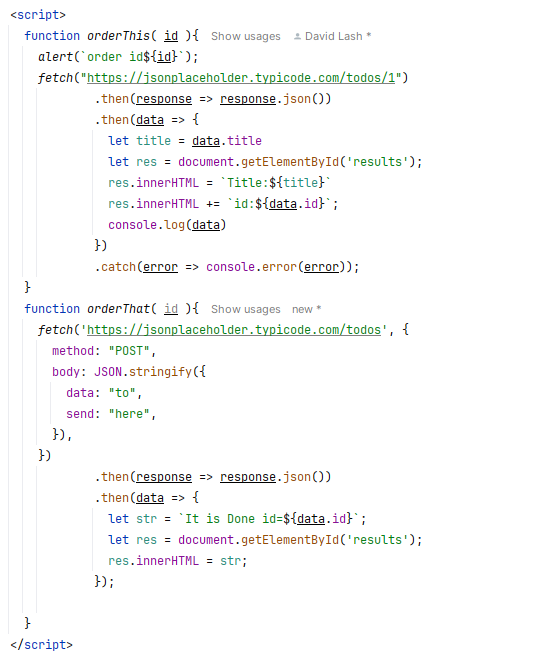 <script>
function orderThis( id ){ Show usages David Lash *
alert(`order id${id}`);
fetch("https://jsonplaceholder.typicode.com/todos/1")
.then(response => response.json())
.then(data => {
let title = data.title
let res = document.getElementById('results');
res.innerHTML = `Title:${title}`
res.innerHTML += `id:${data.id}`;
console.log(data)
})
.catch(error => console.error(error));
}
function orderThat( id ){ Show usages new *
fetch('https://jsonplaceholder.typicode.com/todos', {
method: "POST",
body: JSON.stringify({
data: "to",
send: "here",
}),
})
.then(response => response.json())
.then(data => {
let str = `It is Done id=${data.id}`;
let res = document.getElementById('results');
res.innerHTML = str;
});
}
</script>